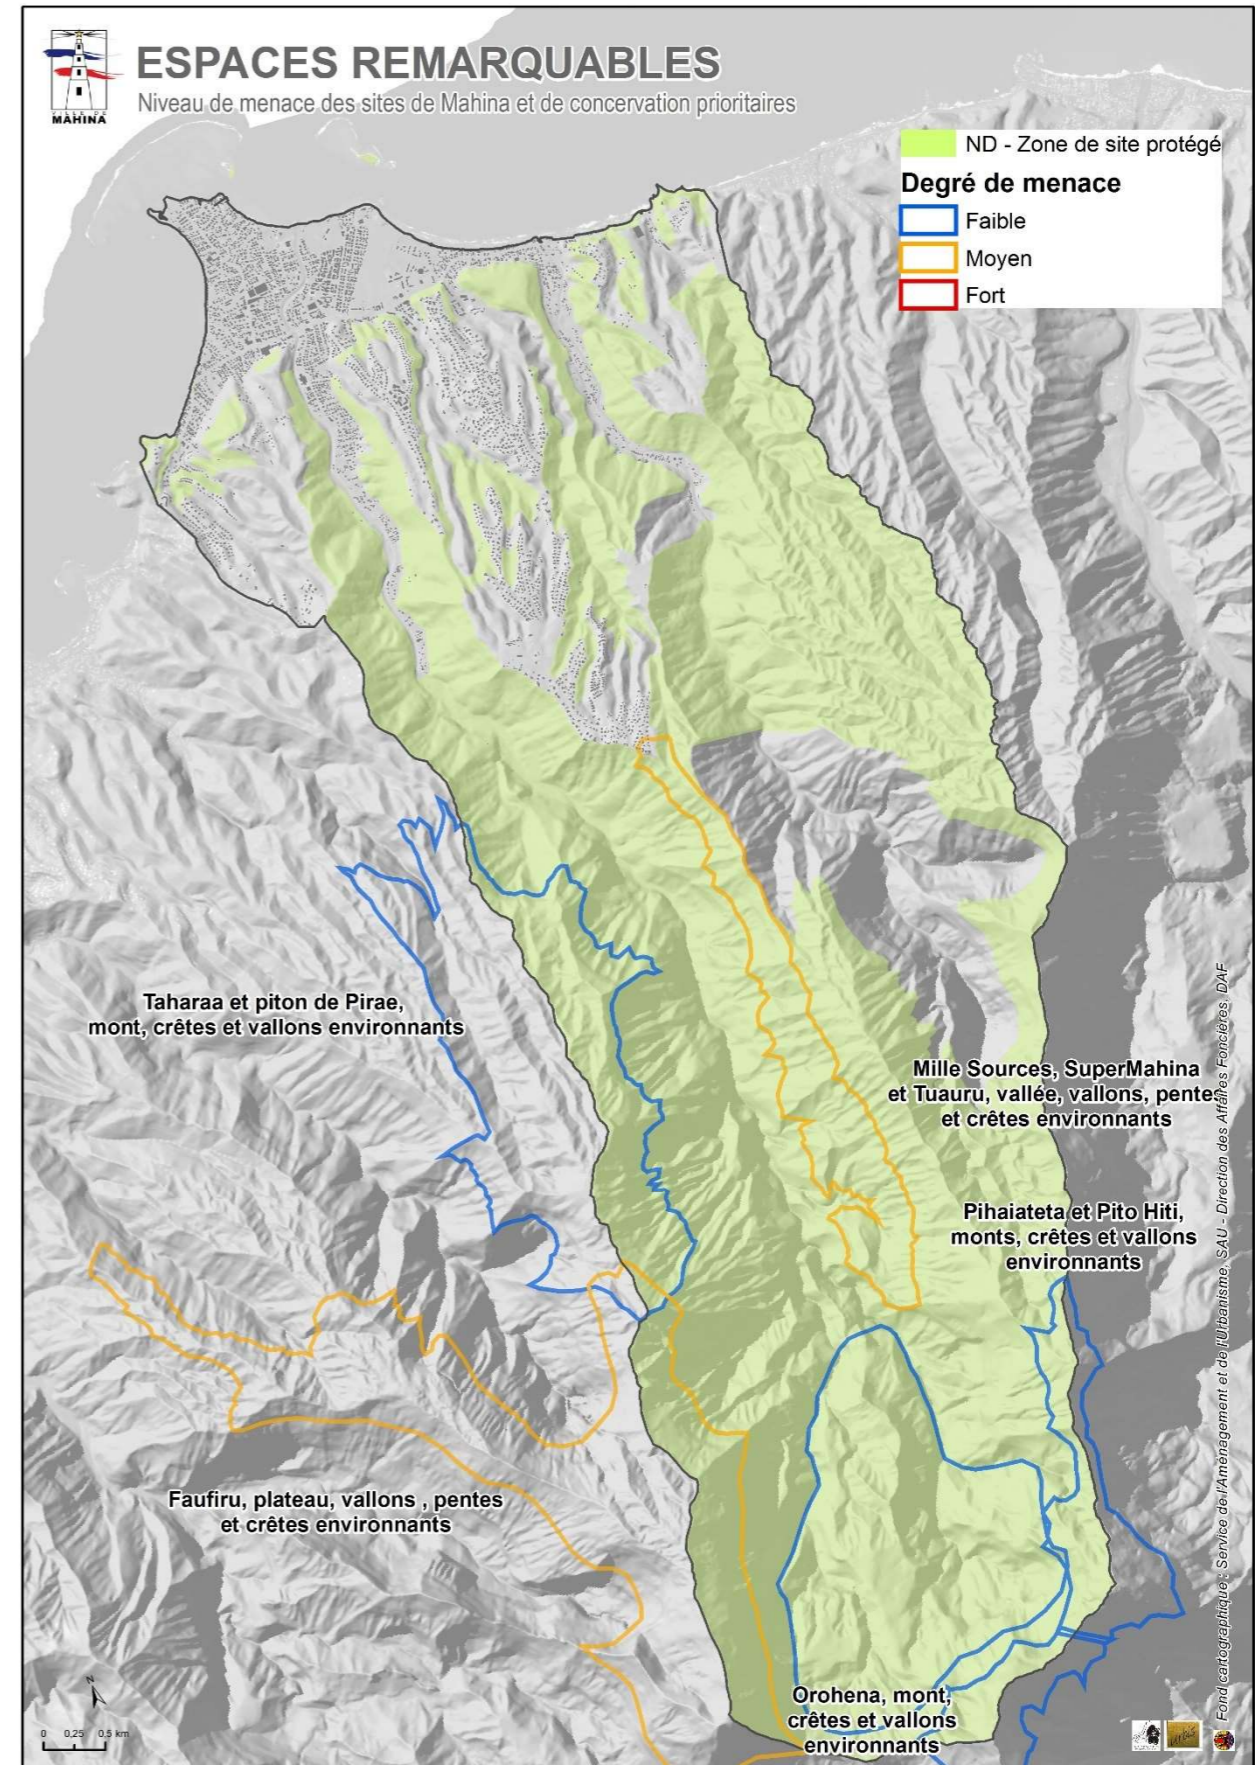 VILLE DE
MAHINA
ESPACES REMARQUABLES
Niveau de menace des sites de Mahina et de concervation prioritaires
ND - Zone de site protégé
Degré de menace
Faible
Moyen
Fort
Taharaa et piton de Pirae,
mont, crêtes et vallons environnants
Mille Sources, SuperMahina
et Tuauru, vallée, vallons, pentes
et crêtes environnants
Pihaiateta et Pito Hiti,
monts, crêtes et vallons
environnants
Faufiru, plateau, vallons , pentes
et crêtes environnants
Orohena, mont,
crêtes et vallons
environnants
N
0 0,25 0.5 km
Fond cartographique : Service de l'Aménagement et de l'Urbanisme, SAU - Direction des Affaires Foncières, DAF
urbis